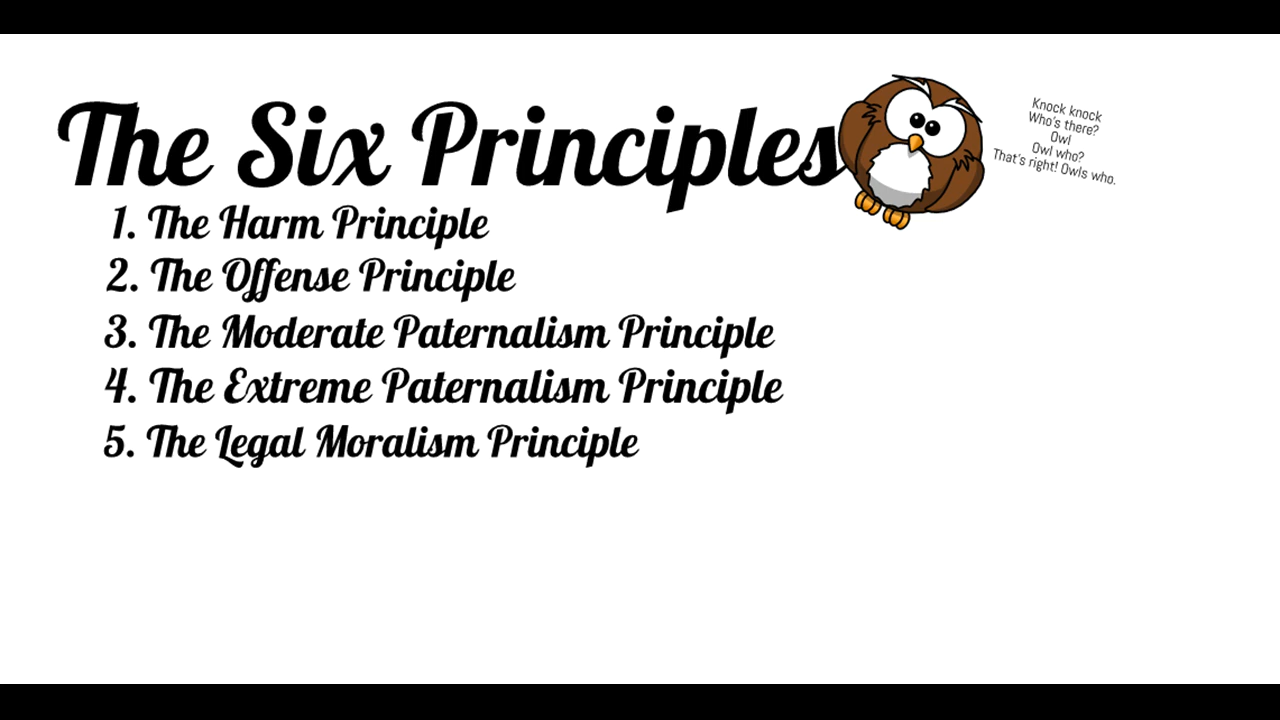 The Six Principles
Knock knock
Who's there?
Owl
Owl who?
That's right! Owls who.
1. The Harm Principle
2. The Offense Principle
3. The Moderate Paternalism Principle
4. The Extreme Paternalism Principle
5. The Legal Moralism Principle